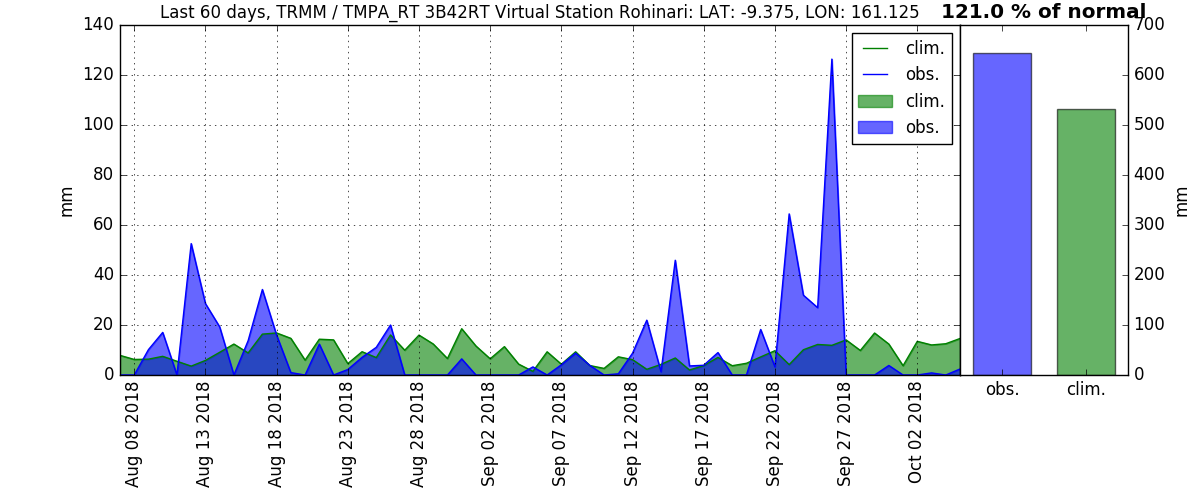 Last 60 days, TRMM / TMPA_RT 3B42RT Virtual Station Rohinari: LAT: -9.375, LON: 161.125
121.0 % of normal
140
120
100
80
60
40
20
0
mm
clim.
obs.
clim.
obs.
700
600
500
400
300
200
100
0
mm
Aug 08 2018
Aug 13 2018
Aug 18 2018
Aug 23 2018
Aug 28 2018
Sep 02 2018
Sep 07 2018
Sep 12 2018
Sep 17 2018
Sep 22 2018
Sep 27 2018
Oct 02 2018
obs.
clim.